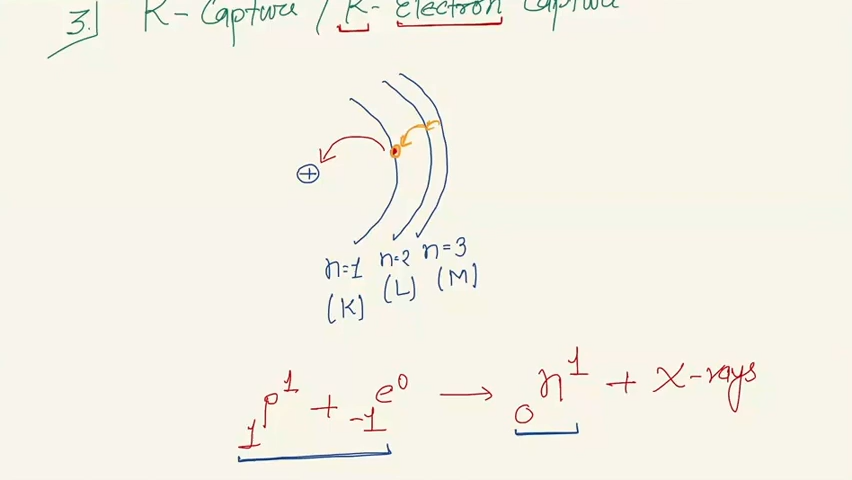 3. K-Capture / K-Electron Capture
+
n=1 n=2 n=3
(K) (L) (M)
₁p¹ + ₋₁e⁰ → ₀n¹ + X-rays